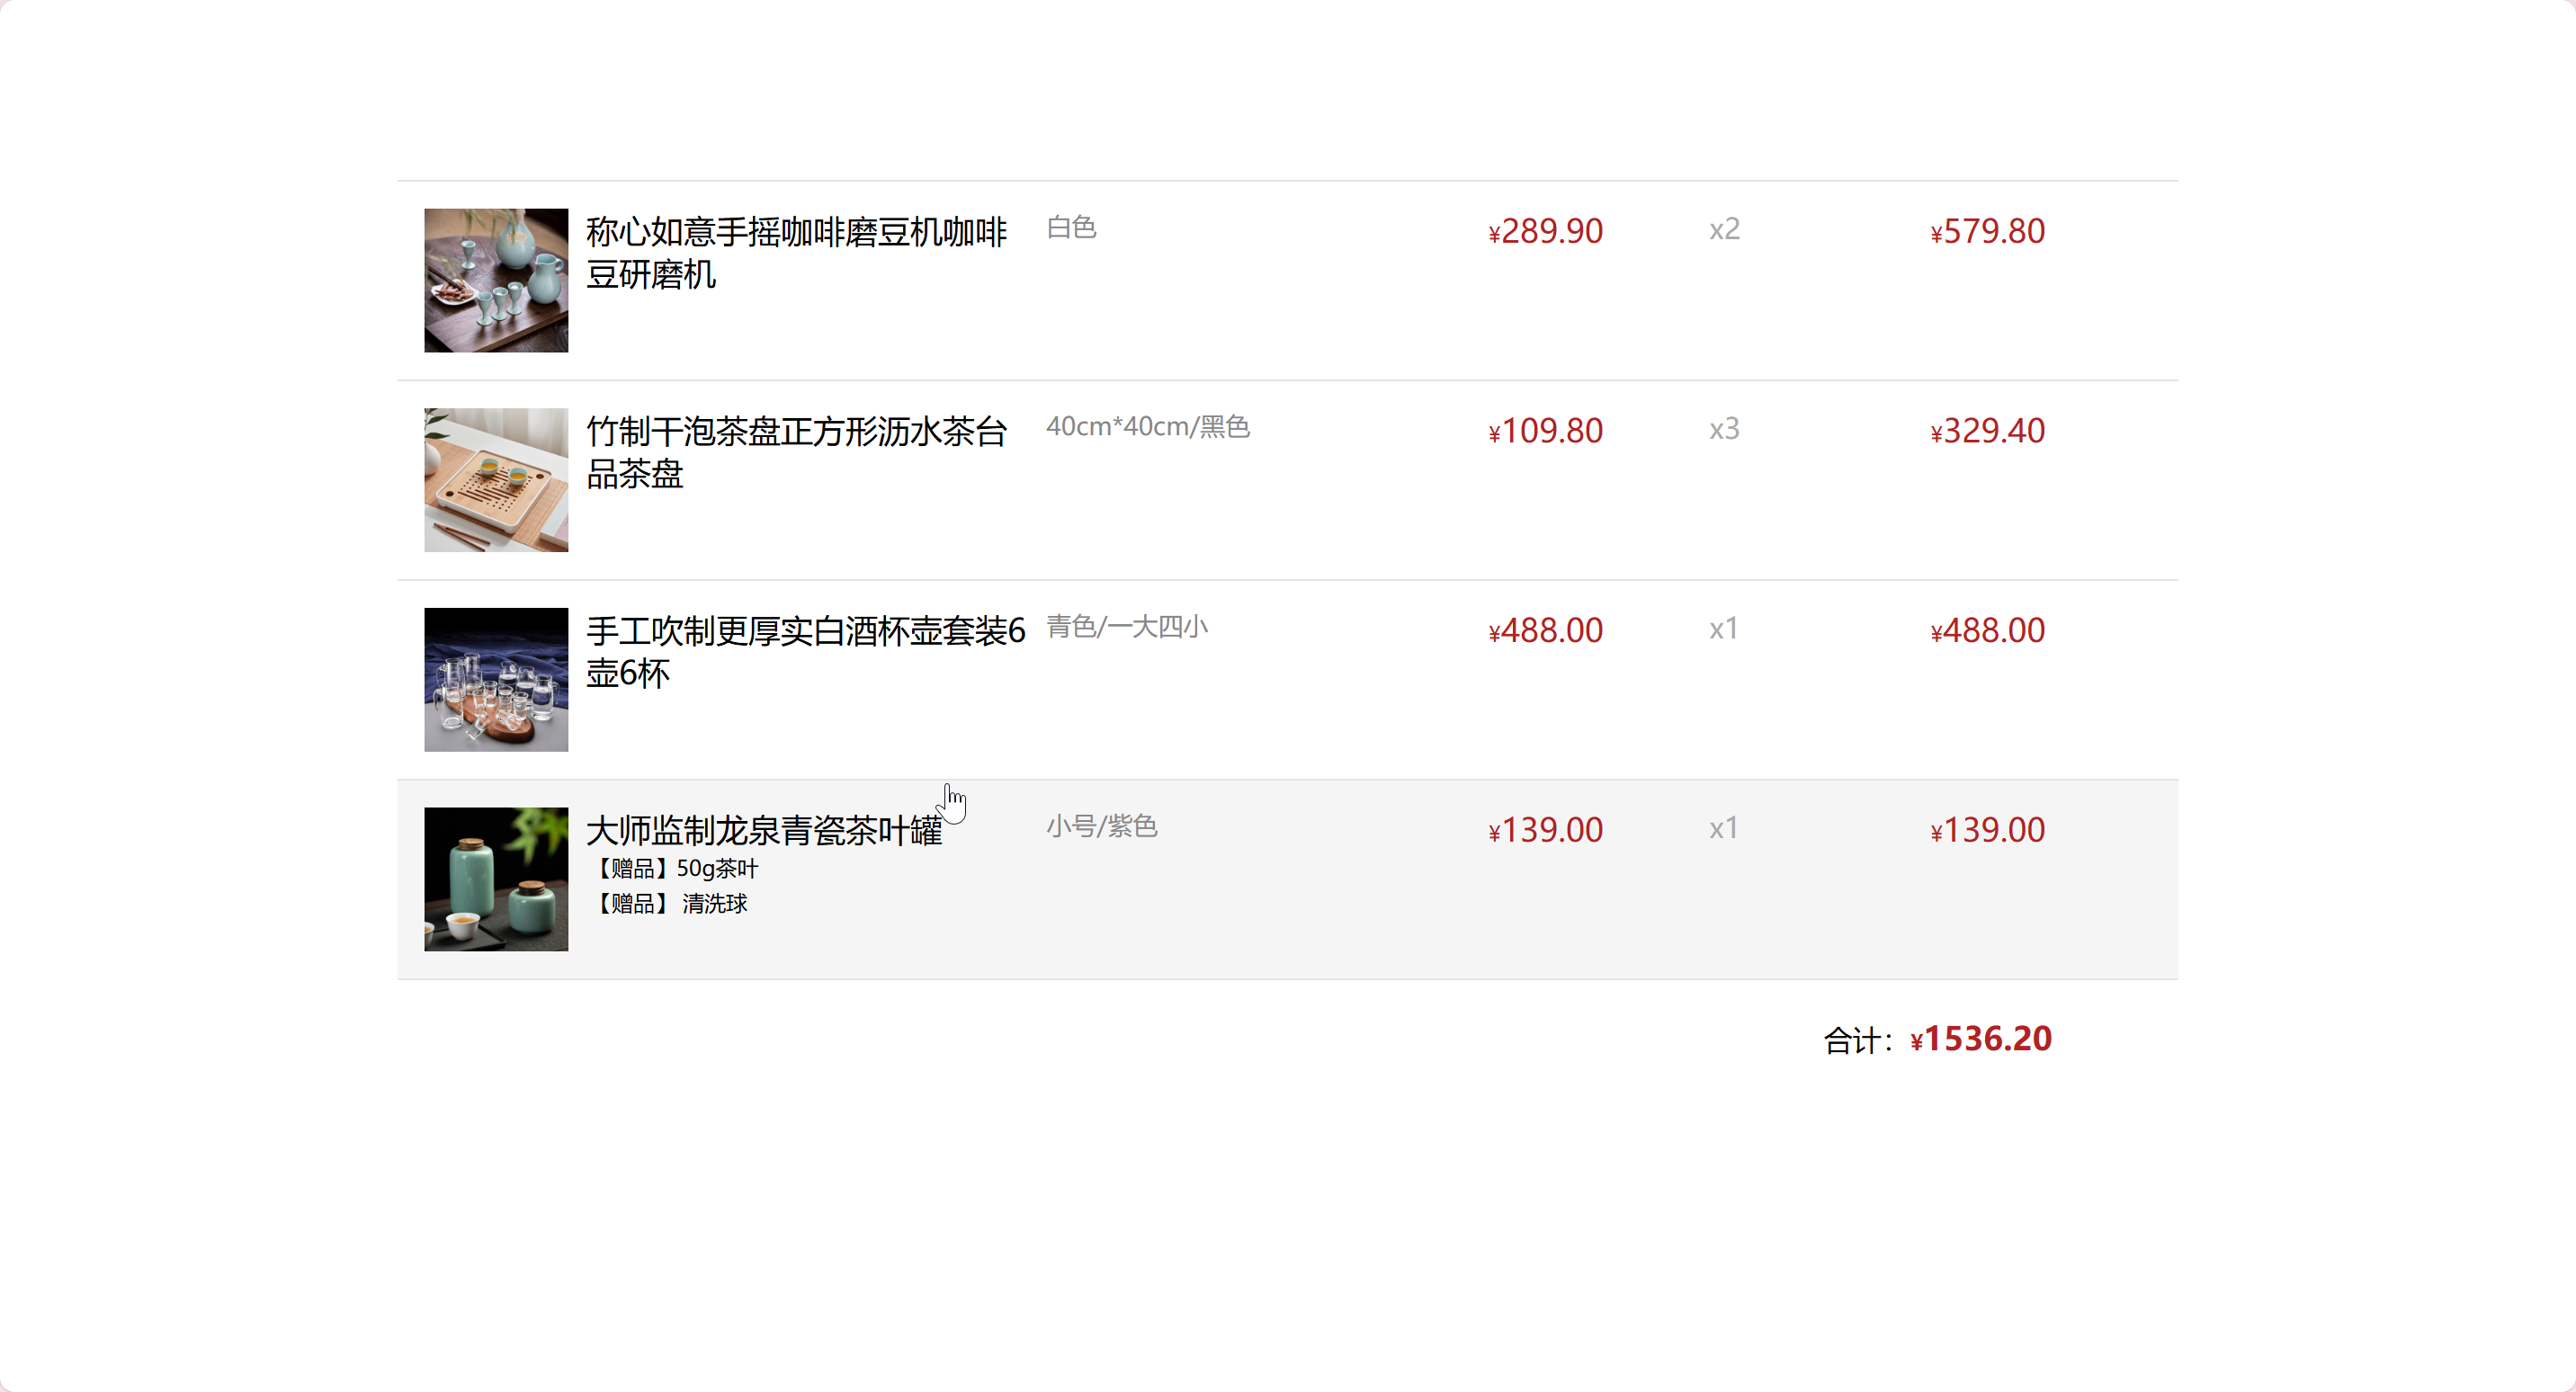 称心如意手摇咖啡磨豆机咖啡
豆研磨机
白色
¥289.90
x2
¥579.80
竹制干泡茶盘正方形沥水茶台
品茶盘
40cm*40cm/黑色
¥109.80
x3
¥329.40
手工吹制更厚实白酒杯壶套装6
壶6杯
青色/一大四小
¥488.00
x1
¥488.00
大师监制龙泉青瓷茶叶罐
【赠品】50g茶叶
【赠品】 清洗球
小号/紫色
¥139.00
x1
¥139.00
合计：¥1536.20